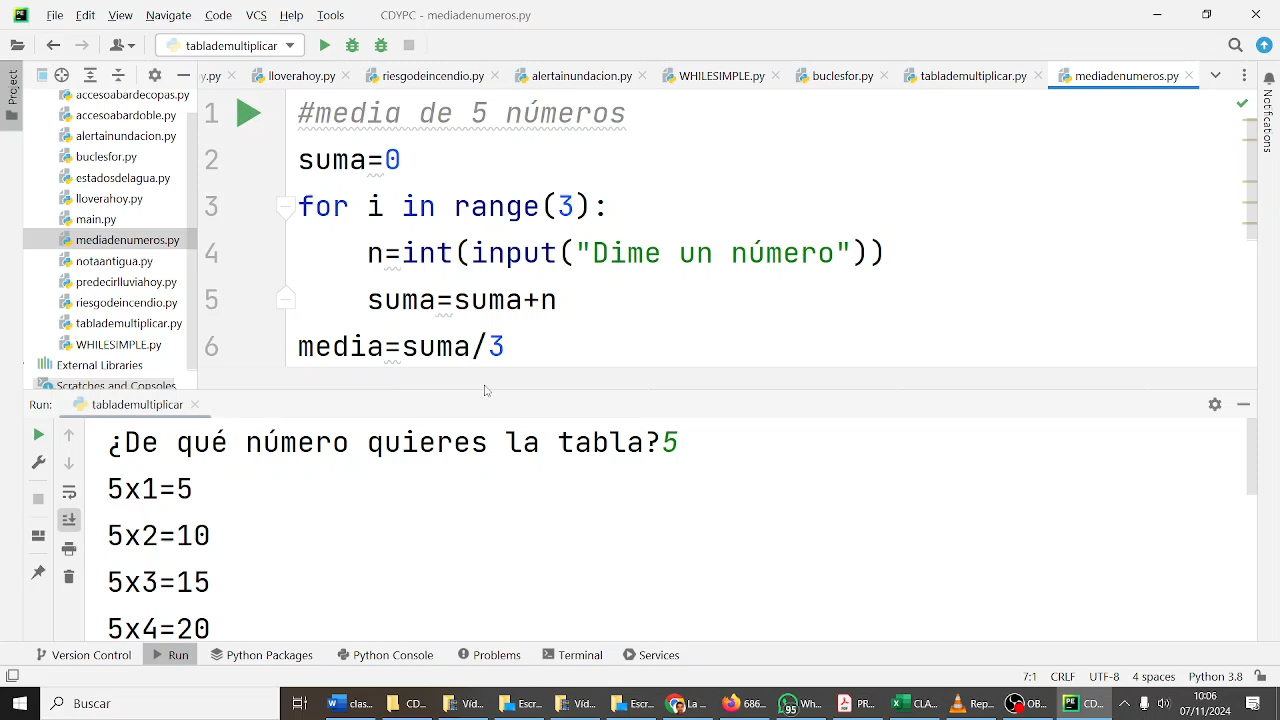 File Edit View Navigate Code VCS Help Tools CDYPC - mediadenumeros.py
tablademultiplicar
Project
y.py lloverahoy.py riesgodeincendio.py alertainundacion.py WHILESIMPLE.py buclesfor.py tablademultiplicar.py mediadenumeros.py
Notifications
accesoabardecopas.py
accesoabardoble.py
alertainundacion.py
buclesfor.py
estadosdelagua.py
lloverahoy.py
main.py
mediadenumeros.py
notaantigua.py
predecirlluviahoy.py
riesgodeincendio.py
tablademultiplicar.py
WHILESIMPLE.py
External Libraries
Scratches and Consoles
1 #media de 5 números
2 suma=0
3 for i in range(3):
4 n=int(input("Dime un número"))
5 suma=suma+n
6 media=suma/3
Run: tablademultiplicar
¿De qué número quieres la tabla?5
5x1=5
5x2=10
5x3=15
5x4=20
Version Control Run Python Packages Python Console Problems Terminal Services
7:1 CRLF UTF-8 4 spaces Python 3.8
Buscar
95
10:06
07/11/2024